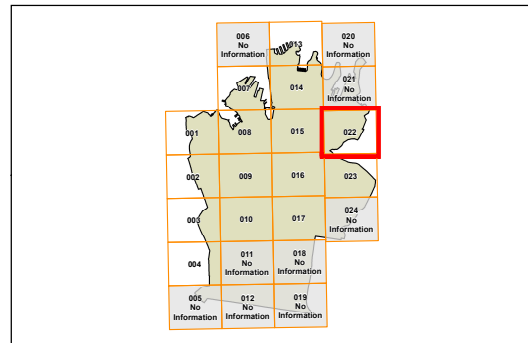 006
No
Information
013
020
No
Information
007
014
021
No
Information
001
008
015
022
002
009
016
023
003
010
017
024
No
Information
004
011
No
Information
018
No
Information
005
No
Information
012
No
Information
019
No
Information